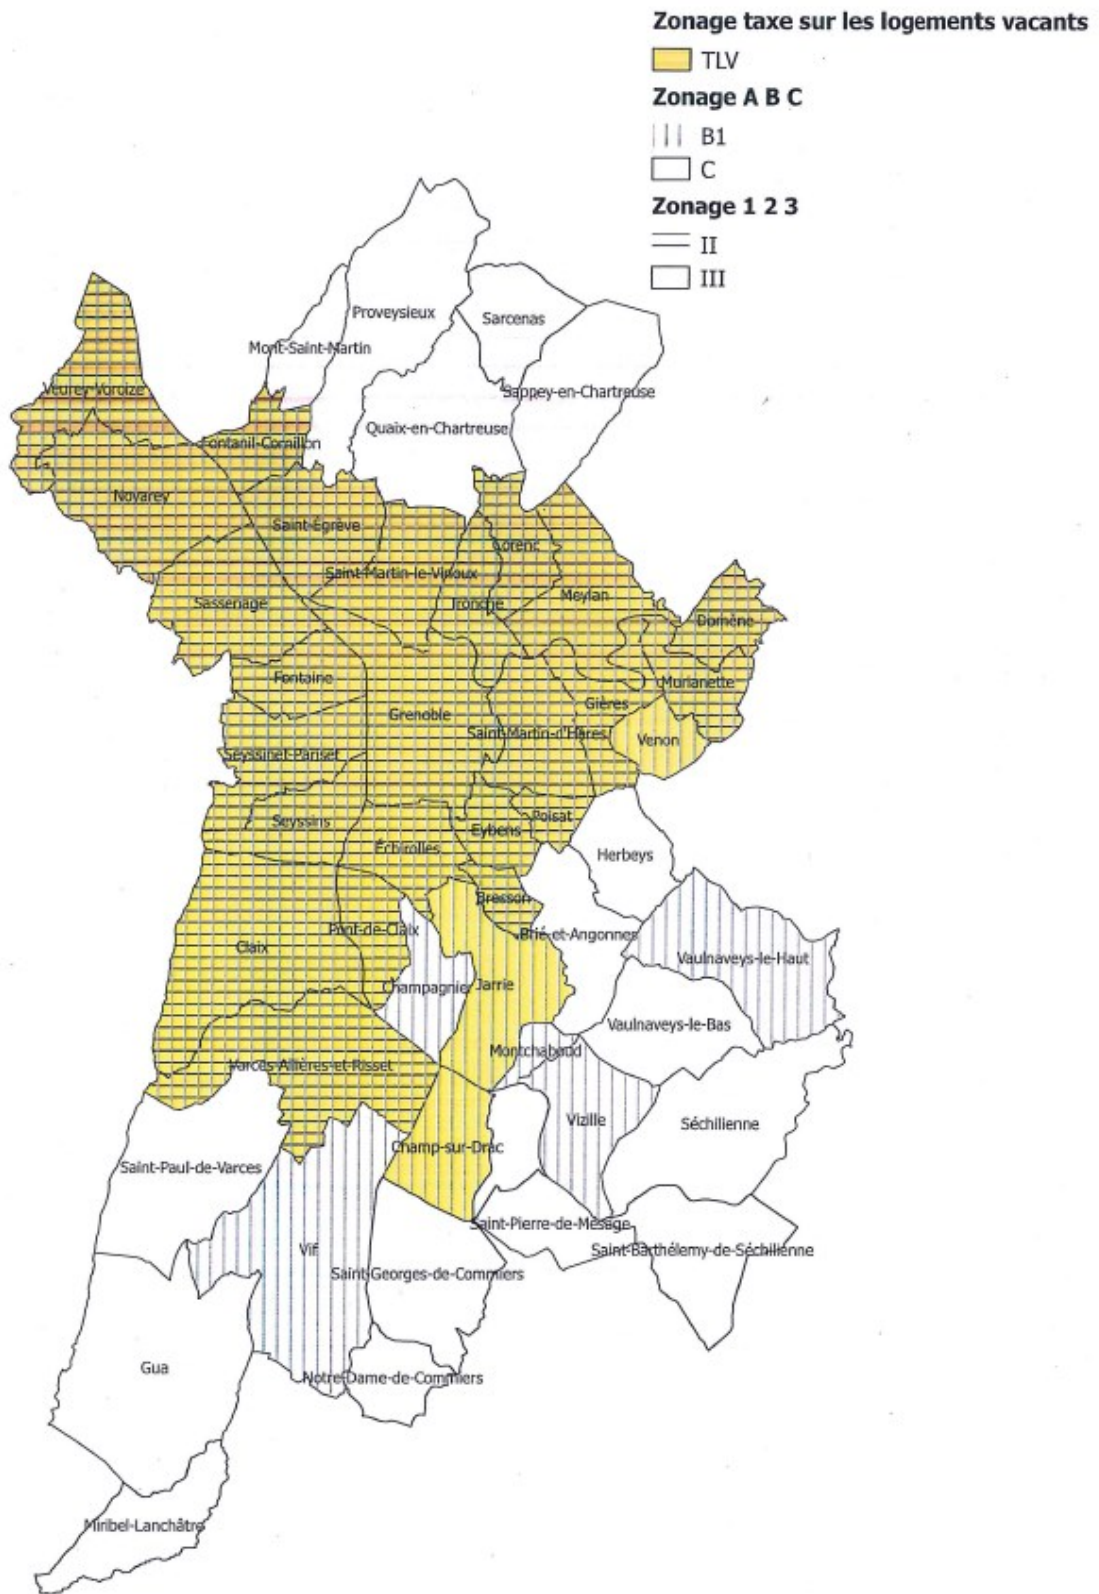 Zonage taxe sur les logements vacants
TLV
Zonage A B C
B1
C
Zonage 1 2 3
II
III
Proveysieux
Sarcenas
Mont-Saint-Martin
Sappey-en-Chartreuse
Veurey-Voroize
Quaix-en-Chartreuse
Fontanil-Cornillon
Noyarey
Saint-Égrève
Corenc
Saint-Martin-le-Vinoux
Meylan
Sassenage
Tronche
Domène
Fontaine
Murianette
Gières
Grenoble
Saint-Martin-d'Hères
Venon
Seyssinet-Pariset
Seyssins
Poisat
Eybens
Échirolles
Herbeys
Bresson
Pont-de-Claix
Brié-et-Angonnes
Claix
Vaulnaveys-le-Haut
Champagnier
Jarrie
Vaulnaveys-le-Bas
Montchaboud
Varces-Allières-et-Risset
Vizille
Séchilienne
Champ-sur-Drac
Saint-Paul-de-Varces
Saint-Pierre-de-Mésage
Vif
Saint-Barthélemy-de-Séchilienne
Saint-Georges-de-Commiers
Gua
Notre-Dame-de-Commiers
Miribel-Lanchâtre